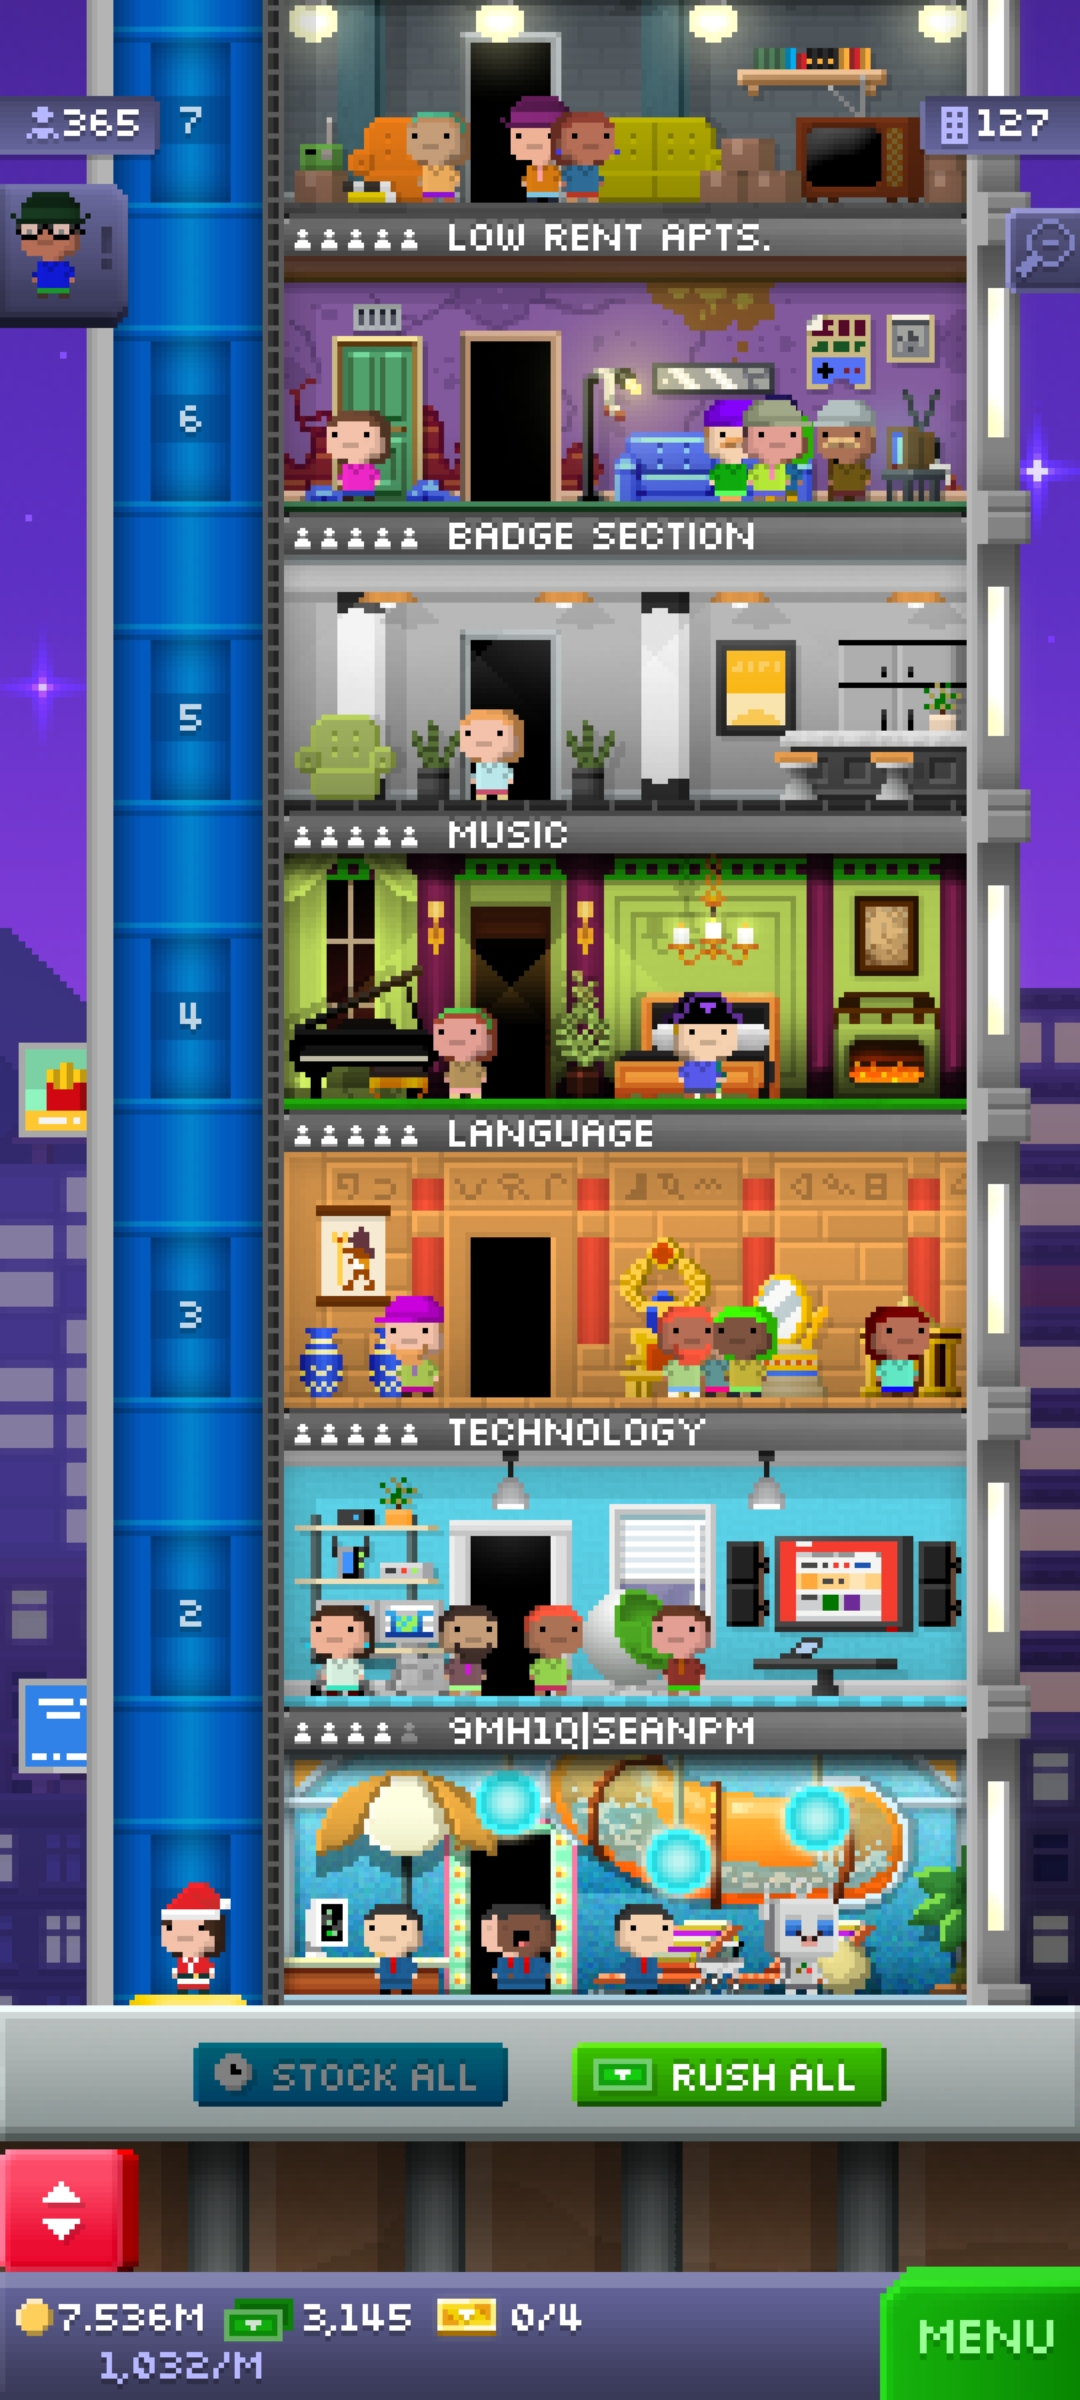 7
365
127
!
LOW RENT APTS.
6
BADGE SECTION
5
MUSIC
4
LANGUAGE
3
TECHNOLOGY
2
9MH1Q|SEANPM
STOCK ALL
RUSH ALL
7.536M
3,145
0/4
1,032/M
MENU